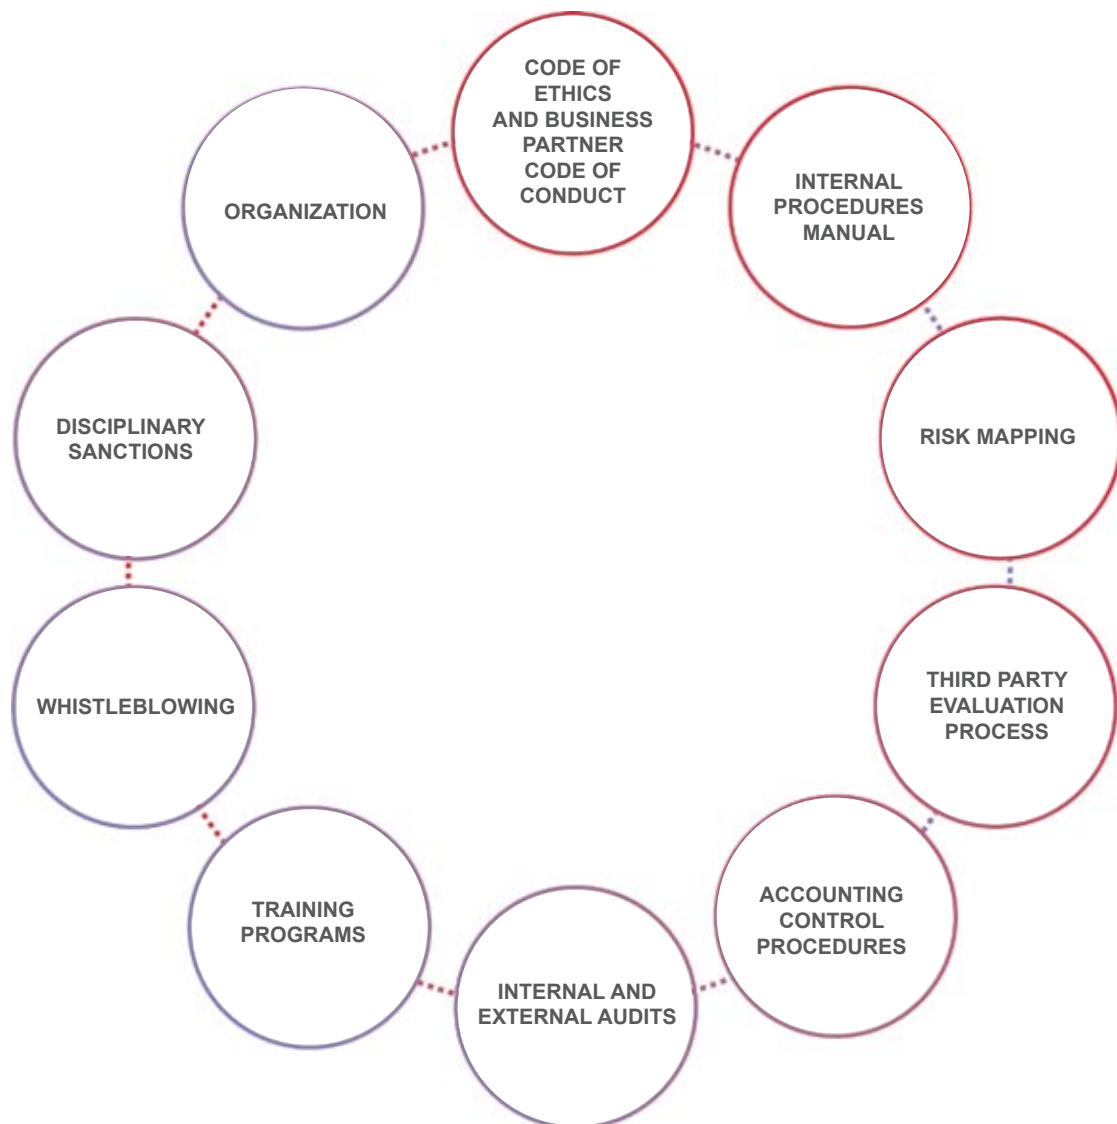 CODE OF
ETHICS
AND BUSINESS
PARTNER
CODE OF
CONDUCT
INTERNAL
PROCEDURES
MANUAL
RISK MAPPING
THIRD PARTY
EVALUATION
PROCESS
ACCOUNTING
CONTROL
PROCEDURES
INTERNAL AND
EXTERNAL AUDITS
TRAINING
PROGRAMS
WHISTLEBLOWING
DISCIPLINARY
SANCTIONS
ORGANIZATION